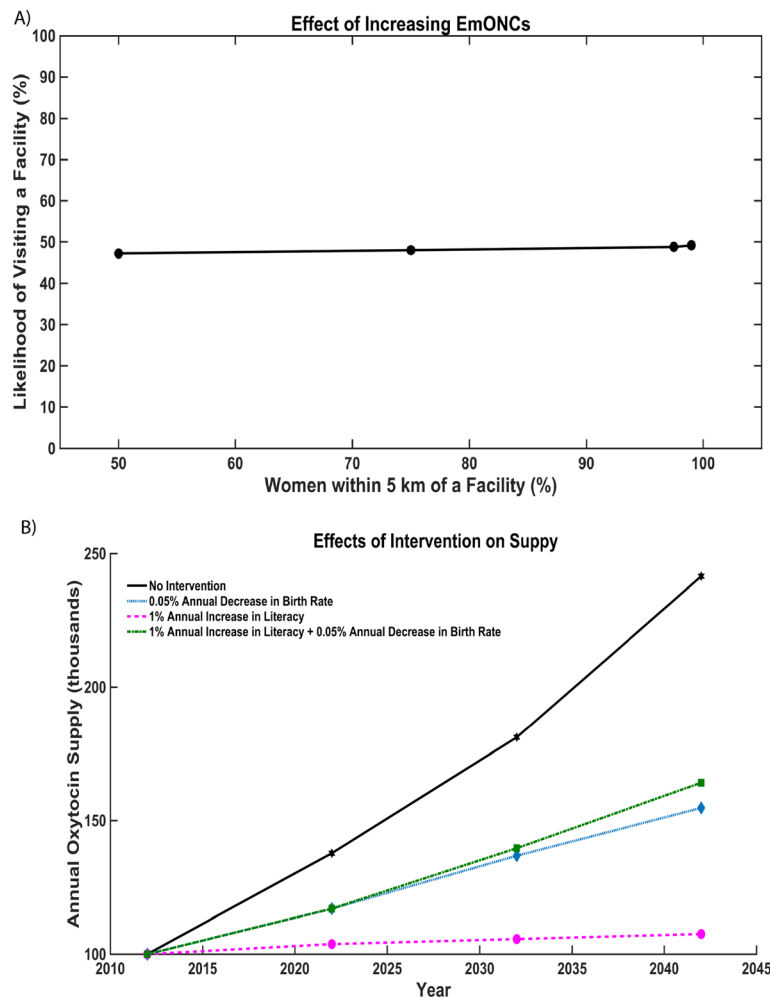 A)
Effect of Increasing EmONCs
Likelihood of Visiting a Facility (%)
100
90
80
70
60
50
40
30
20
10
0
50 60 70 80 90 100
Women within 5 km of a Facility (%)
B)
Effects of Intervention on Suppy
Annual Oxytocin Supply (thousands)
250
200
150
100
No Intervention
0.05% Annual Decrease in Birth Rate
1% Annual Increase in Literacy
1% Annual Increase in Literacy + 0.05% Annual Decrease in Birth Rate
2010 2015 2020 2025 2030 2035 2040 2045
Year